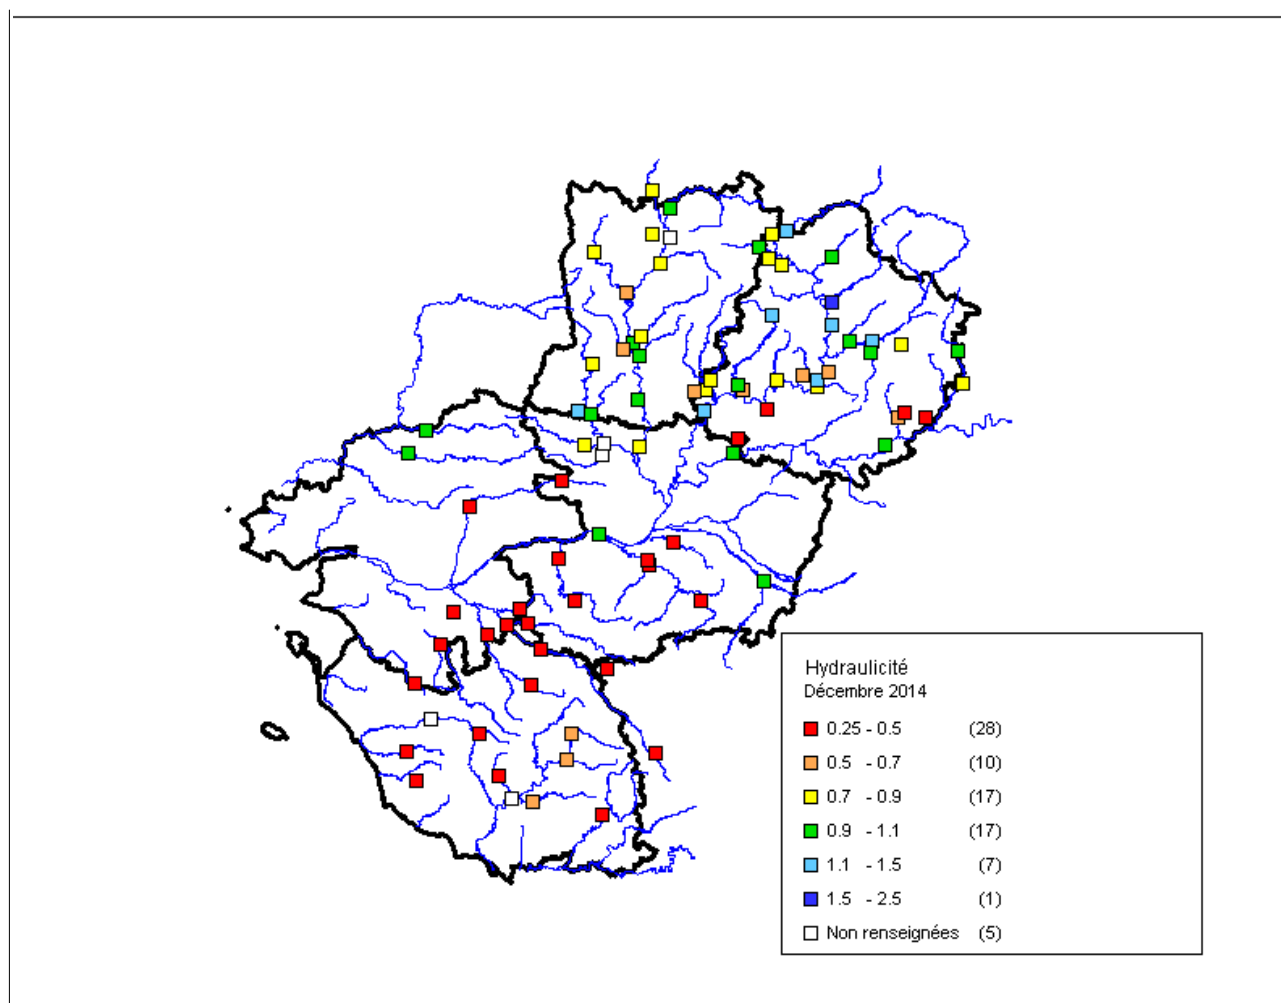 Hydraulicité
Décembre 2014
0.25 - 0.5 (28)
0.5 - 0.7 (10)
0.7 - 0.9 (17)
0.9 - 1.1 (17)
1.1 - 1.5 (7)
1.5 - 2.5 (1)
Non renseignées (5)